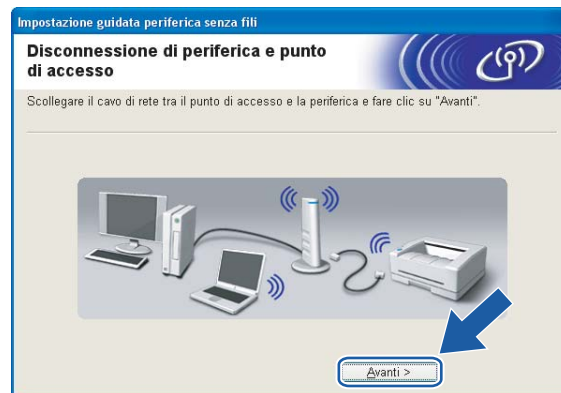 Impostazione guidata periferica senza fili
Disconnessione di periferica e punto
di accesso
Scollegare il cavo di rete tra il punto di accesso e la periferica e fare clic su "Avanti".
Avanti >